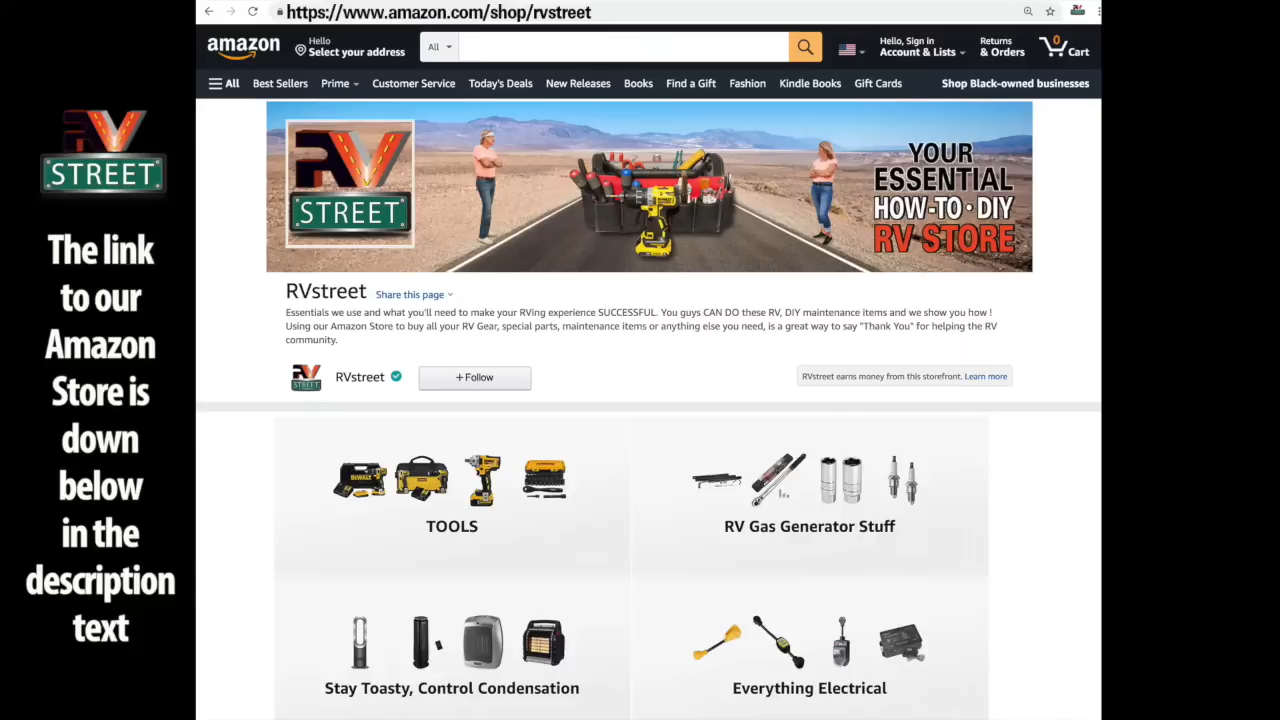 https://www.amazon.com/shop/rvstreet
amazon
Hello
Select your address
All
Hello, Sign in
Account & Lists
Returns
& Orders
0
Cart
All
Best Sellers
Prime
Customer Service
Today's Deals
New Releases
Books
Find a Gift
Fashion
Kindle Books
Gift Cards
Shop Black-owned businesses
RV
STREET
The link
to our
Amazon
Store is
down
below
in the
description
text
RV
STREET
YOUR
ESSENTIAL
HOW-TO · DIY
RV STORE
RVstreet
Share this page
Essentials we use and what you'll need to make your RVing experience SUCCESSFUL. You guys CAN DO these RV, DIY maintenance items and we show you how !
Using our Amazon Store to buy all your RV Gear, special parts, maintenance items or anything else you need, is a great way to say "Thank You" for helping the RV
community.
RV
STREET
RVstreet
+ Follow
RVstreet earns money from this storefront. Learn more
TOOLS
RV Gas Generator Stuff
Stay Toasty, Control Condensation
Everything Electrical